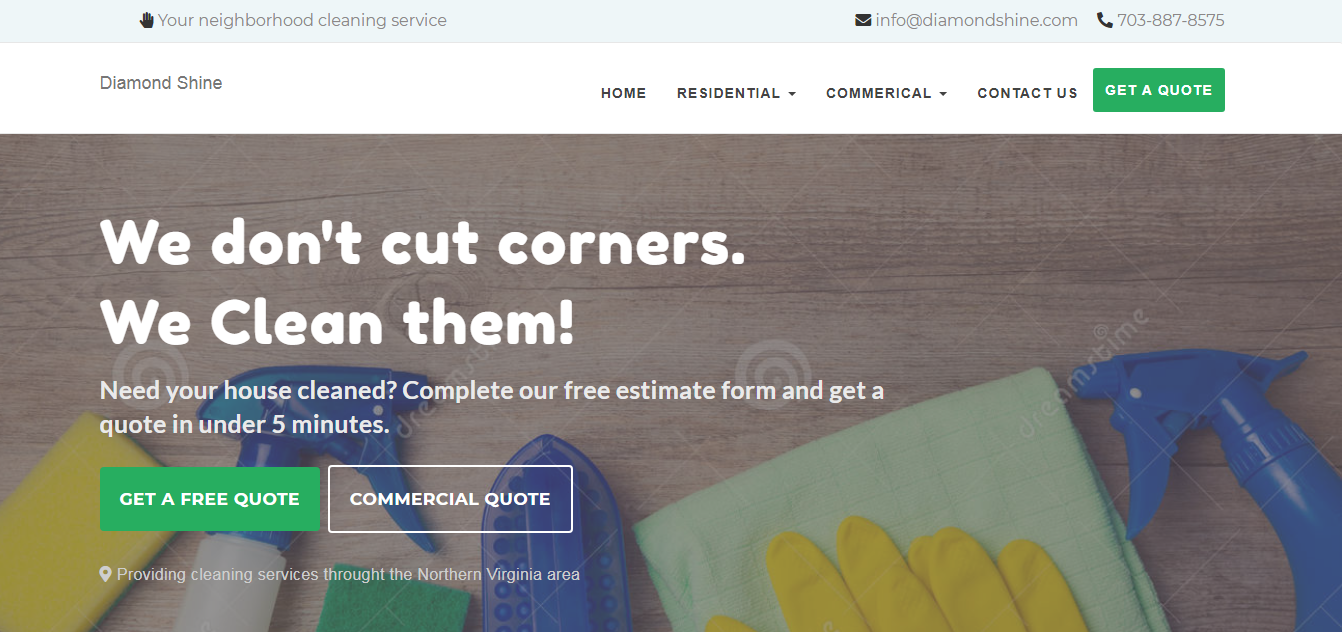 Your neighborhood cleaning service
info@diamondshine.com
703-887-8575
Diamond Shine
HOME
RESIDENTIAL
COMMERICAL
CONTACT US
GET A QUOTE
We don't cut corners.
We Clean them!
Need your house cleaned? Complete our free estimate form and get a
quote in under 5 minutes.
GET A FREE QUOTE
COMMERCIAL QUOTE
Providing cleaning services throught the Northern Virginia area
dreamstime
dreamstime